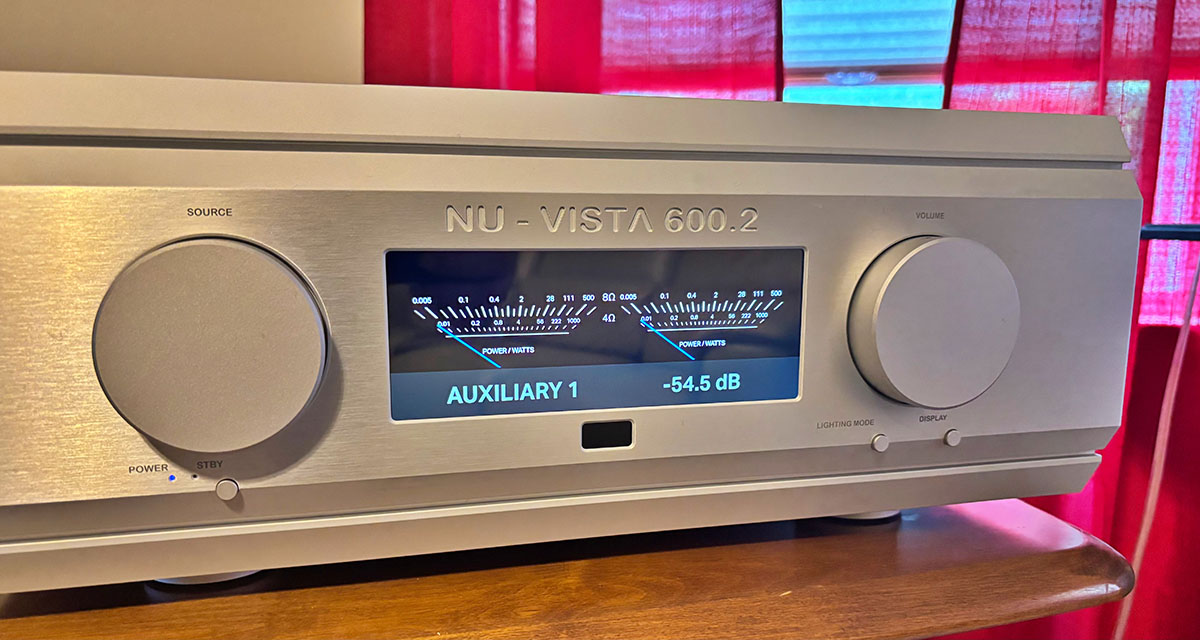 SOURCE
VOLUME
NU - VISTA 600.2
0.005 0.1 0.4 2 28 111 500 8Ω 0.005 0.1 0.4 2 28 111 500
0.01 0.2 0.8 4 56 222 1000 4Ω 0.01 0.2 0.8 4 56 222 1000
POWER / WATTS POWER / WATTS
AUXILIARY 1 -54.5 dB
LIGHTING MODE DISPLAY
POWER STBY